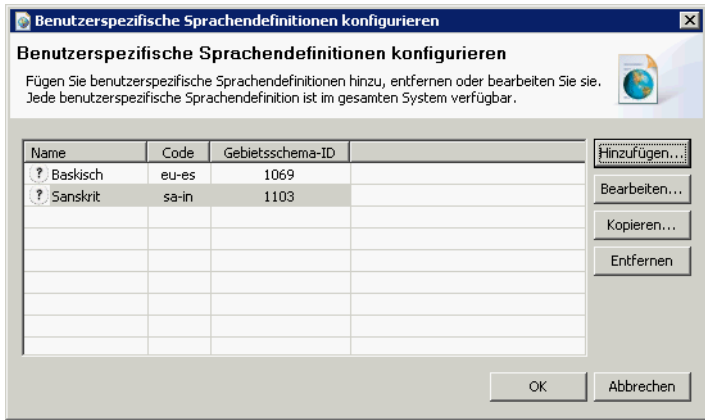 Benutzerspezifische Sprachendefinitionen konfigurieren
Benutzerspezifische Sprachendefinitionen konfigurieren
Fügen Sie benutzerspezifische Sprachendefinitionen hinzu, entfernen oder bearbeiten Sie sie.
Jede benutzerspezifische Sprachendefinition ist im gesamten System verfügbar.
Name Code Gebietsschema-ID
? Baskisch eu-es 1069
? Sanskrit sa-in 1103
Hinzufügen...
Bearbeiten...
Kopieren...
Entfernen
OK Abbrechen